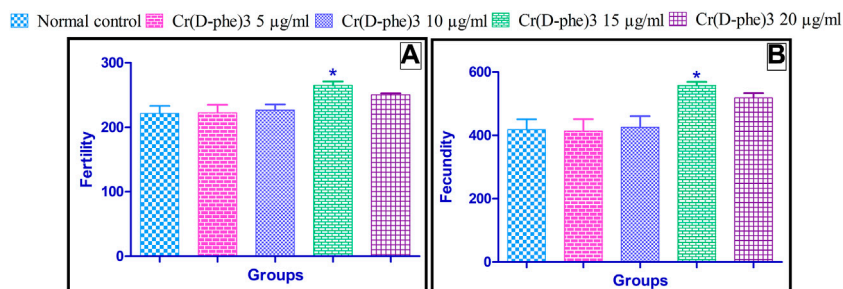 Normal control Cr(D-phe)3 5 µg/ml Cr(D-phe)3 10 µg/ml Cr(D-phe)3 15 µg/ml Cr(D-phe)3 20 µg/ml
A
300
200
100
0
*
Fertility
Groups
B
600
400
200
0
*
Fecundity
Groups